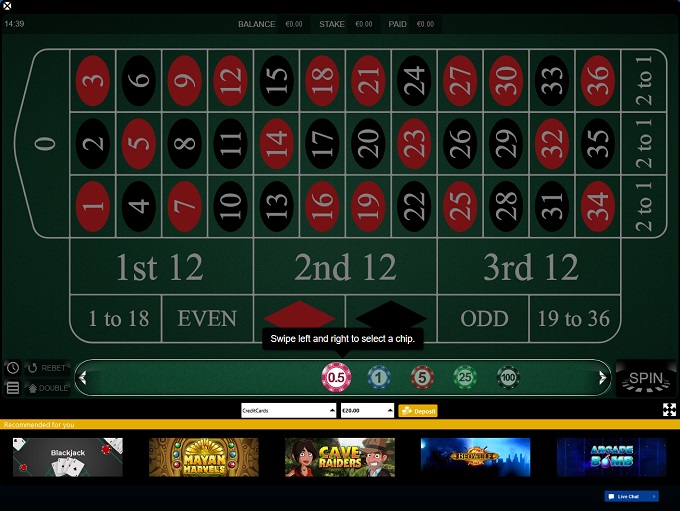 14:39 BALANCE €0.00 STAKE €0.00 PAID €0.00
3 6 9 12 15 18 21 24 27 30 33 36 2 to 1
0 2 5 8 11 14 17 20 23 26 29 32 35 2 to 1
1 4 7 10 13 16 19 22 25 28 31 34 2 to 1
1st 12 2nd 12 3rd 12
1 to 18 EVEN ODD 19 to 36
Swipe left and right to select a chip.
REBET
DOUBLE
0.5 1 5 25 100
SPIN
CreditCards €20.00 Deposit
Recommended for you
Blackjack
MAYAN MARVELS
CAVE RAIDERS
BEOWULF
ARCADE BOMB
Live Chat